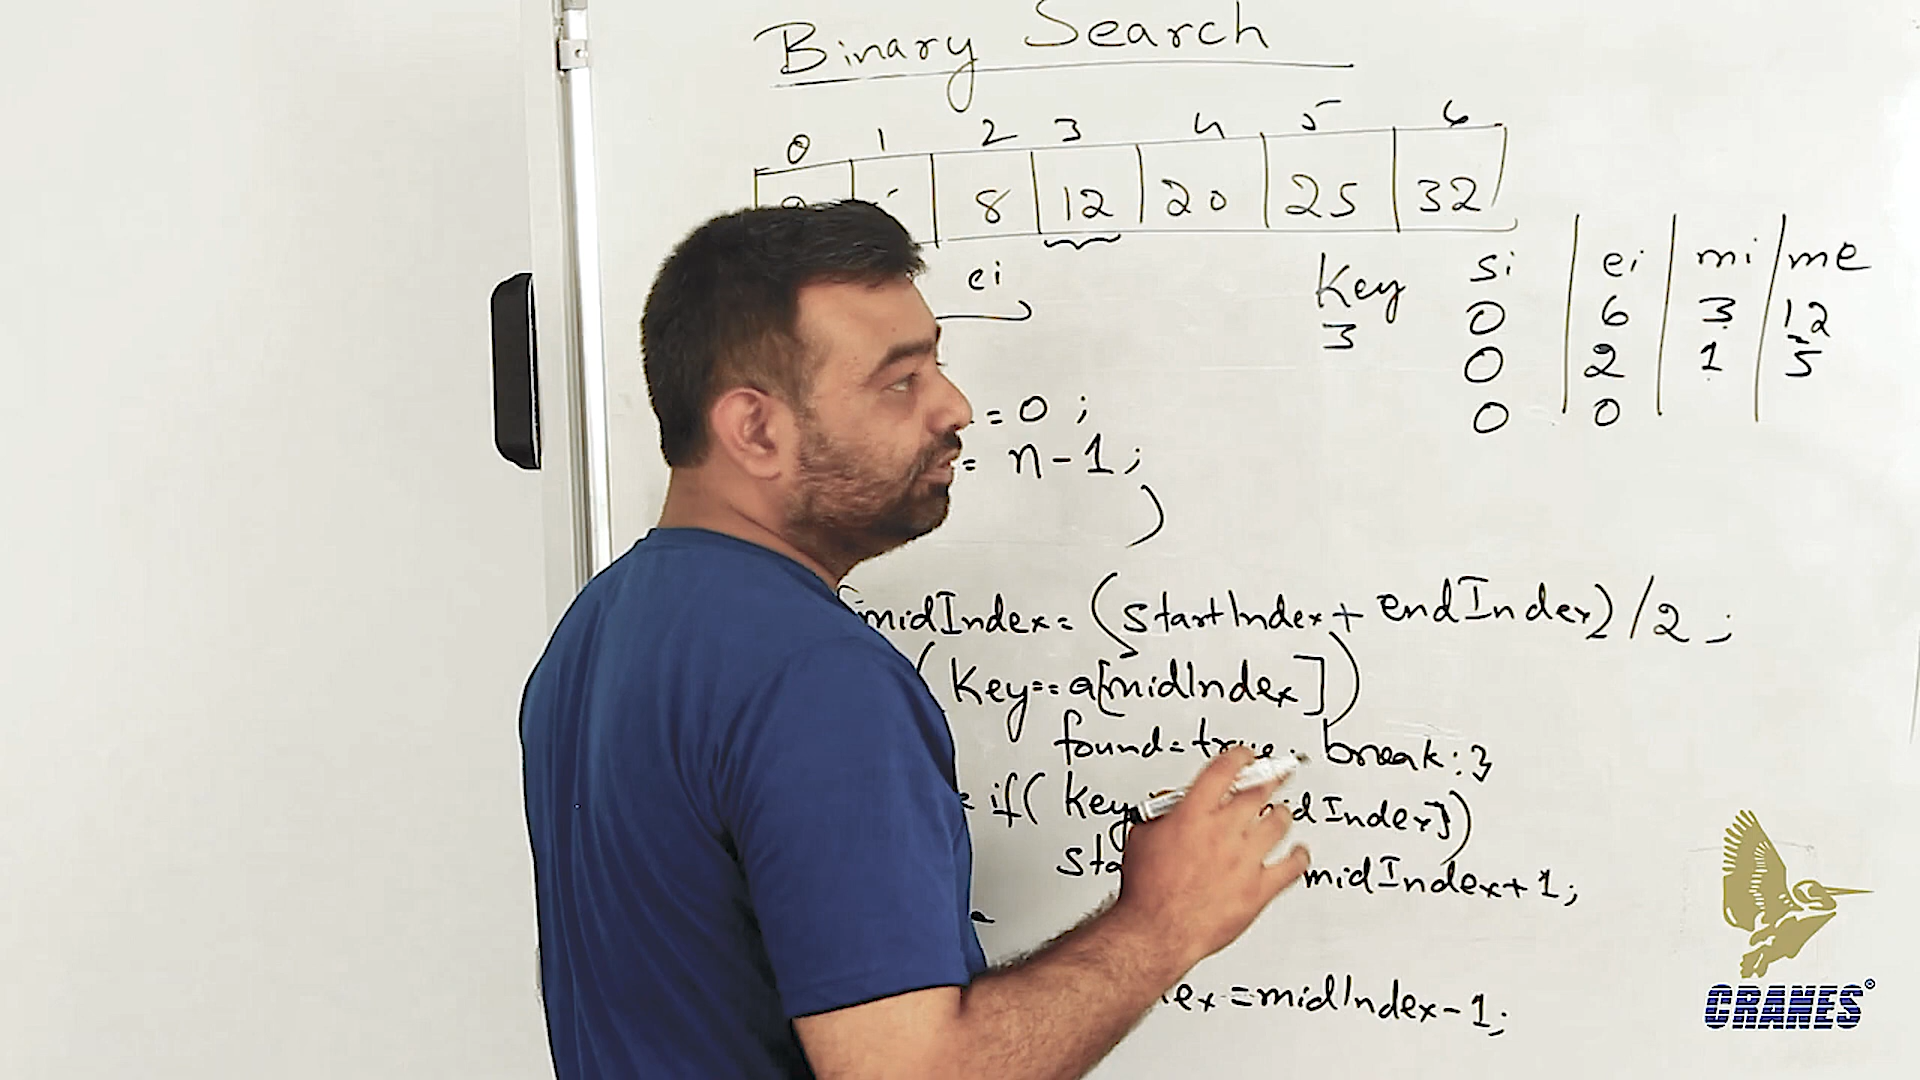 Binary Search
0 1 2 3 4 5 6
8 12 20 25 32
ei
Key si ei mi me
3 0 6 3 12
0 2 1 5
0 0
=0 ;
= n-1;
)
midIndex= (startIndex+ endIndex)/2 ;
(Key==a[midIndex])
found=true; break;}
if( Key midIndex])
midIndex+1;
ex=midIndex-1;
CRANES